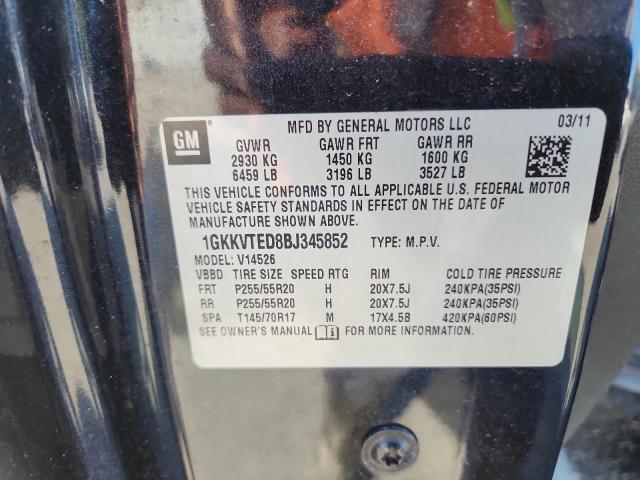 GM
MFD BY GENERAL MOTORS LLC 03/11
GVWR GAWR FRT GAWR RR
2930 KG 1450 KG 1600 KG
6459 LB 3196 LB 3527 LB
THIS VEHICLE CONFORMS TO ALL APPLICABLE U.S. FEDERAL MOTOR
VEHICLE SAFETY STANDARDS IN EFFECT ON THE DATE OF
MANUFACTURE SHOWN ABOVE.
1GKKVTED8BJ345852 TYPE: M.P.V.
MODEL: V14526
VBBD TIRE SIZE SPEED RTG RIM COLD TIRE PRESSURE
FRT P255/55R20 H 20X7.5J 240KPA(35PSI)
RR P255/55R20 H 20X7.5J 240KPA(35PSI)
SPA T145/70R17 M 17X4.5B 420KPA(60PSI)
SEE OWNER'S MANUAL FOR MORE INFORMATION.